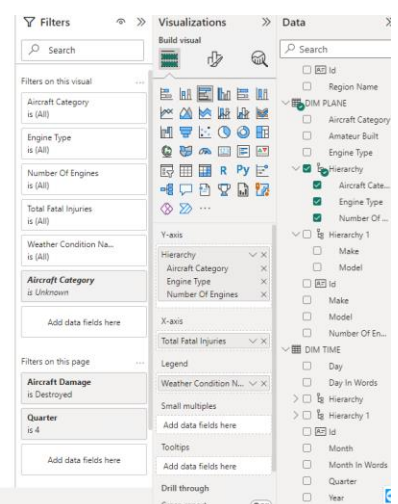 Filters
Search
Filters on this visual
Aircraft Category
is (All)
Engine Type
is (All)
Number Of Engines
is (All)
Total Fatal Injuries
is (All)
Weather Condition Na...
is (All)
Aircraft Category
is Unknown
Add data fields here
Filters on this page
Aircraft Damage
is Destroyed
Quarter
is 4
Add data fields here
Visualizations
Build visual
R Py
...
Y-axis
Hierarchy
Aircraft Category
Engine Type
Number Of Engines
X-axis
Total Fatal Injuries
Legend
Weather Condition N...
Small multiples
Add data fields here
Tooltips
Add data fields here
Drill through
Data
Search
Id
Region Name
DIM PLANE
Aircraft Category
Amateur Built
Engine Type
Hierarchy
Aircraft Cate...
Engine Type
Number Of ...
Hierarchy 1
Make
Model
Id
Make
Model
Number Of En...
DIM TIME
Day
Day In Words
Hierarchy
Hierarchy 1
Id
Month
Month In Words
Quarter
Year